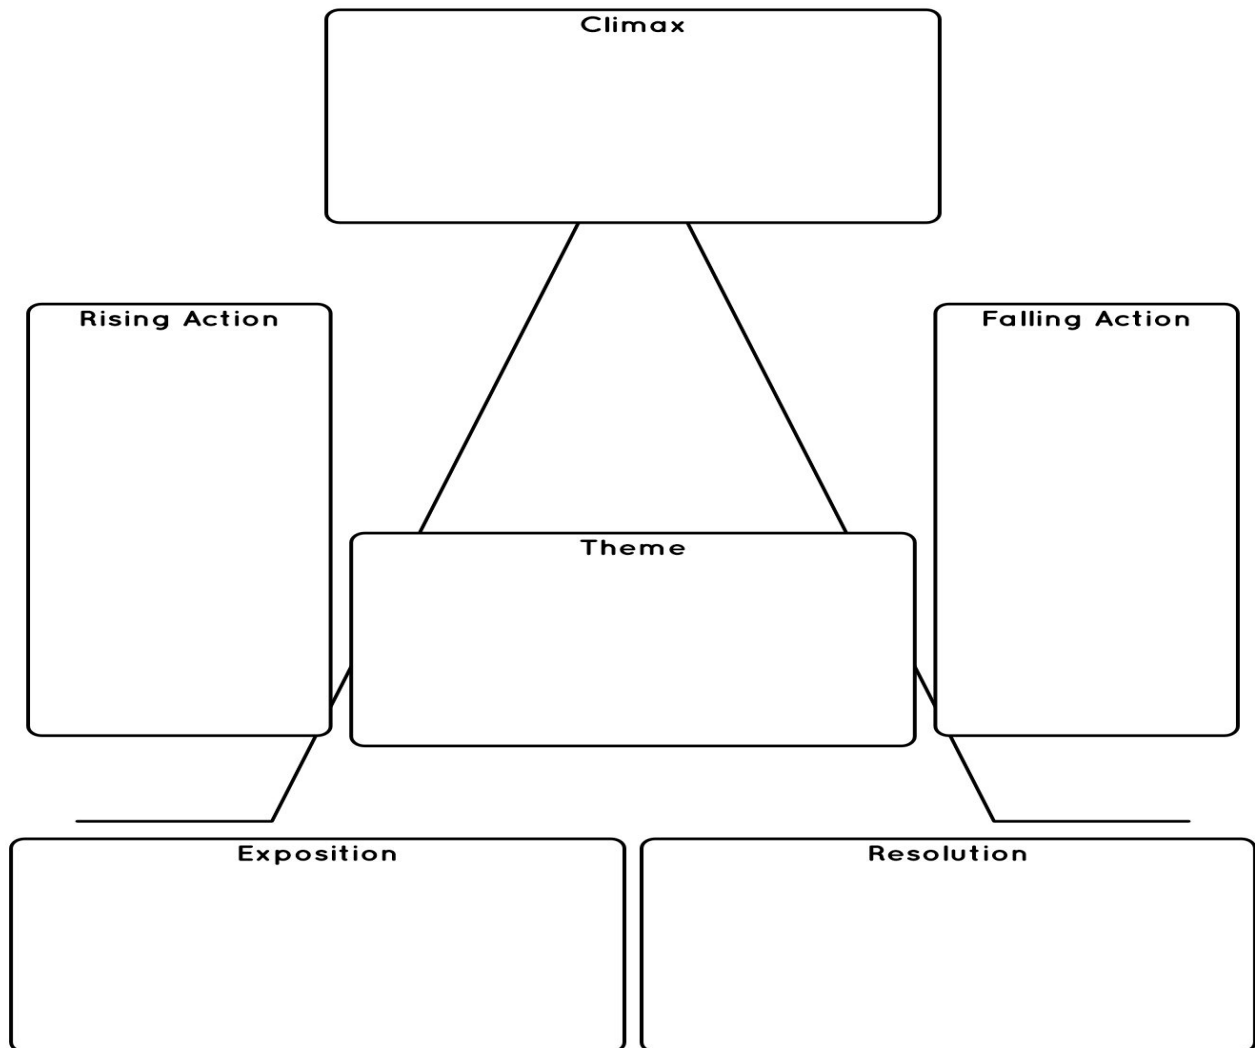 Climax
Rising Action
Falling Action
Theme
Exposition
Resolution